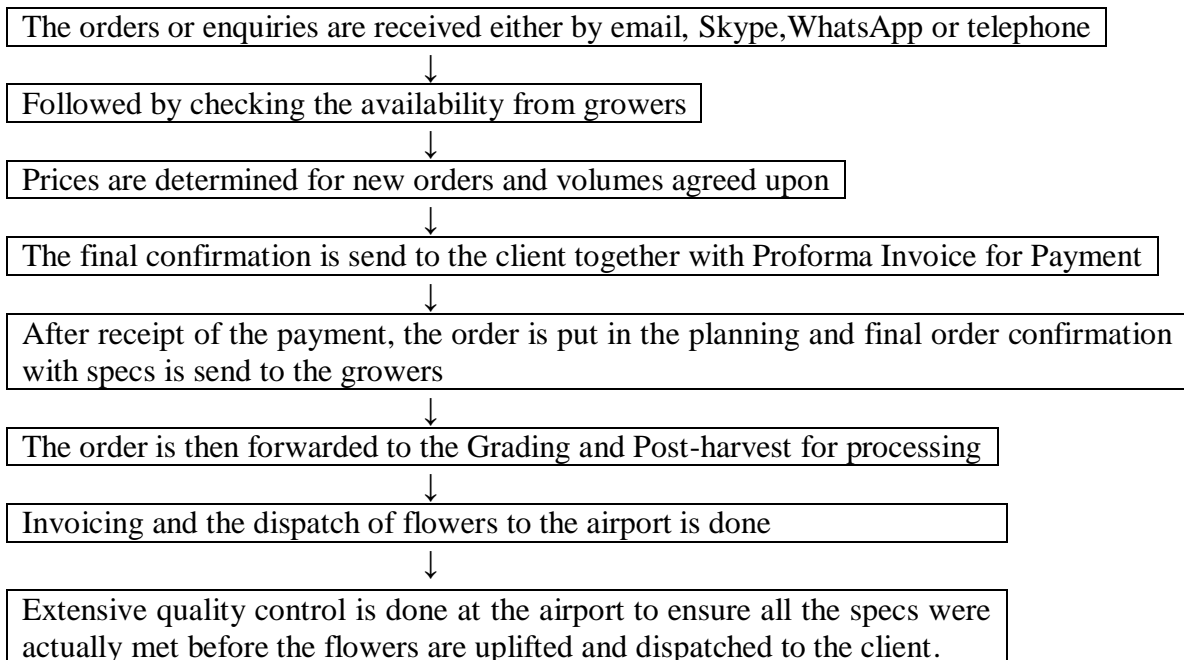 The orders or enquiries are received either by email, Skype,WhatsApp or telephone
↓
Followed by checking the availability from growers
↓
Prices are determined for new orders and volumes agreed upon
↓
The final confirmation is send to the client together with Proforma Invoice for Payment
↓
After receipt of the payment, the order is put in the planning and final order confirmation
with specs is send to the growers
↓
The order is then forwarded to the Grading and Post-harvest for processing
↓
Invoicing and the dispatch of flowers to the airport is done
↓
Extensive quality control is done at the airport to ensure all the specs were
actually met before the flowers are uplifted and dispatched to the client.